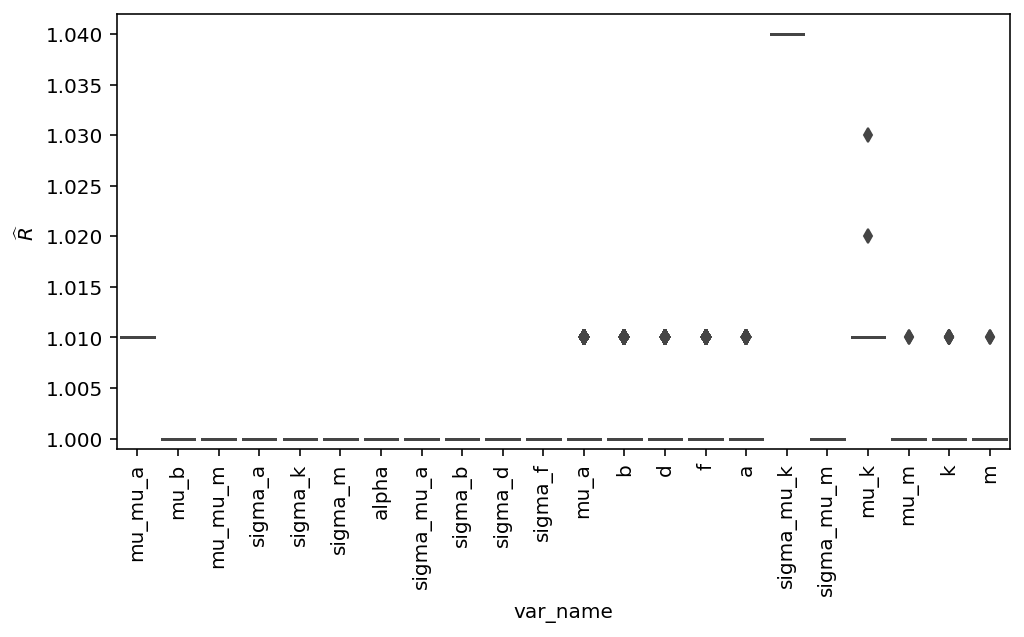 1.040
1.035
1.030
1.025
1.020
1.015
1.010
1.005
1.000
R̂
mu_mu_a
mu_b
mu_mu_m
sigma_a
sigma_k
sigma_m
alpha
sigma_mu_a
sigma_b
sigma_d
sigma_f
mu_a
b
d
f
a
sigma_mu_k
sigma_mu_m
mu_k
mu_m
k
m
var_name